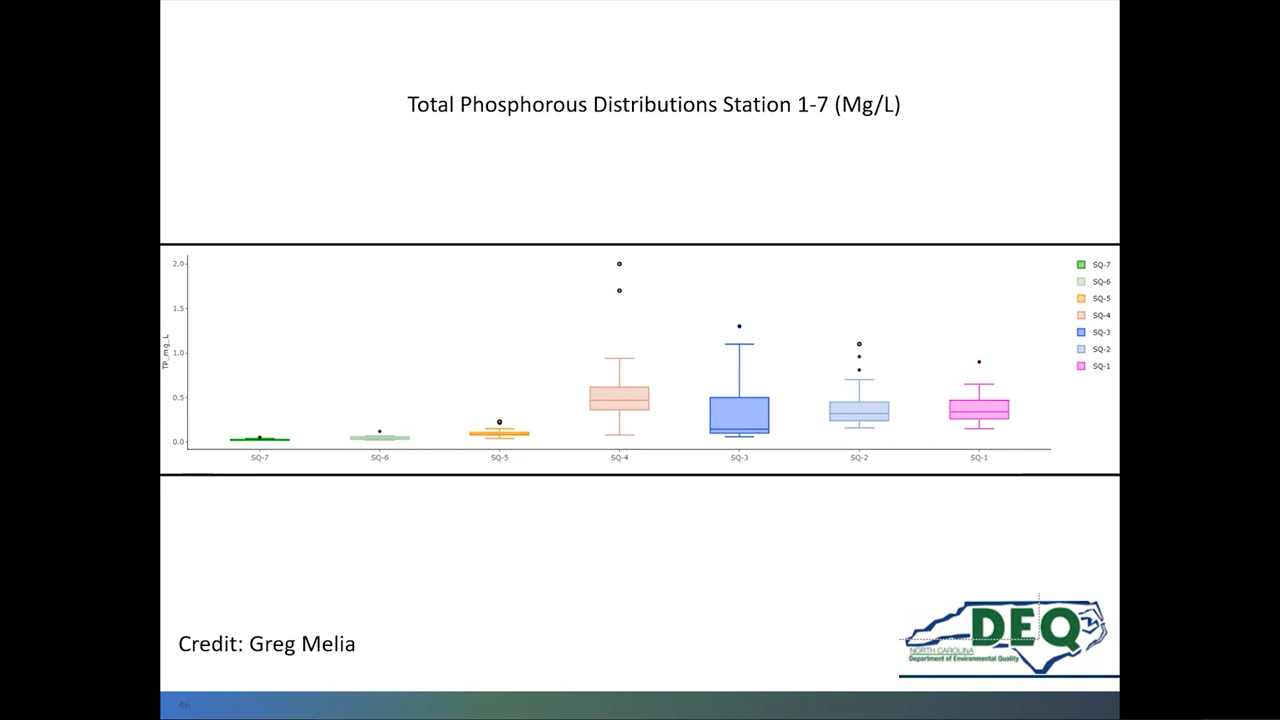 Total Phosphorous Distributions Station 1-7 (Mg/L)
2.0
1.5
1.0
0.5
0.0
TP_mg_L
SQ-7
SQ-6
SQ-5
SQ-4
SQ-3
SQ-2
SQ-1
SQ-7
SQ-6
SQ-5
SQ-4
SQ-3
SQ-2
SQ-1
Credit: Greg Melia
DEQ
NORTH CAROLINA
Department of Environmental Quality
46